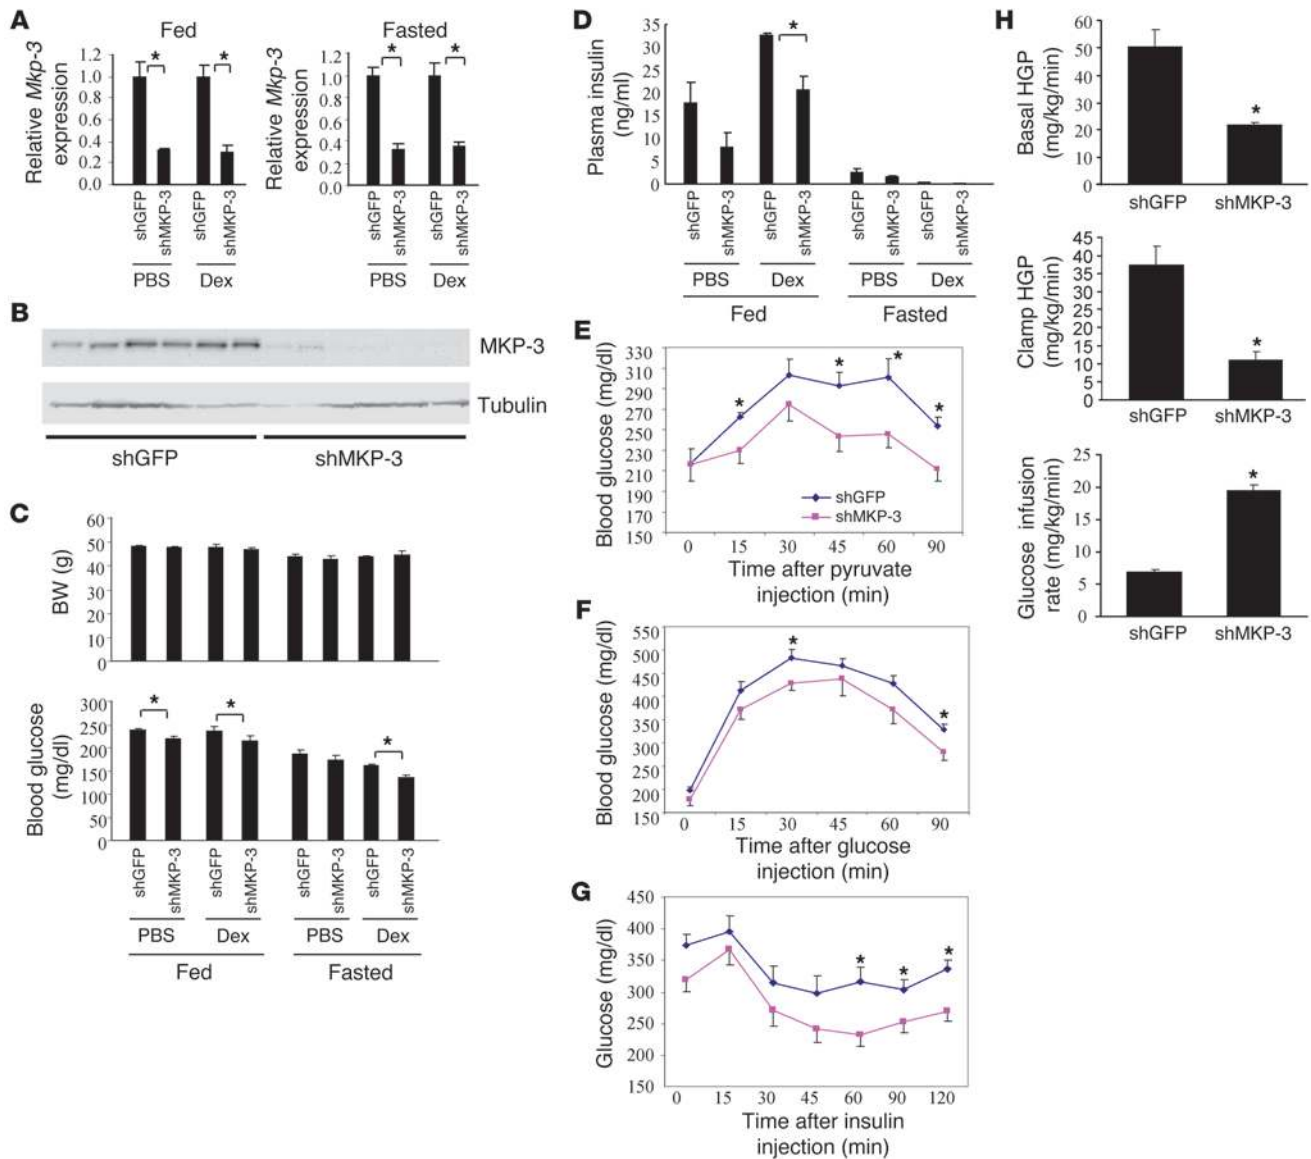 A
Fed
Fasted
Relative Mkp-3
expression
1.2
1.0
0.8
0.6
0.4
0.2
0.0
*
*
shGFP
shMKP-3
shGFP
shMKP-3
PBS
Dex
Relative Mkp-3
expression
1.2
1.0
0.8
0.6
0.4
0.2
0.0
*
*
shGFP
shMKP-3
shGFP
shMKP-3
PBS
Dex
B
MKP-3
Tubulin
shGFP
shMKP-3
C
BW (g)
60
50
40
30
20
10
0
Blood glucose
(mg/dl)
300
250
200
150
100
50
0
*
*
*
shGFP
shMKP-3
shGFP
shMKP-3
shGFP
shMKP-3
shGFP
shMKP-3
PBS
Dex
PBS
Dex
Fed
Fasted
D
Plasma insulin
(ng/ml)
35
30
25
20
15
10
5
0
*
shGFP
shMKP-3
shGFP
shMKP-3
shGFP
shMKP-3
shGFP
shMKP-3
PBS
Dex
PBS
Dex
Fed
Fasted
E
Blood glucose (mg/dl)
330
310
290
270
250
230
210
190
170
150
*
*
*
*
shGFP
shMKP-3
0 15 30 45 60 90
Time after pyruvate
injection (min)
F
Blood glucose (mg/dl)
550
500
450
400
350
300
250
200
150
*
*
0 15 30 45 60 90
Time after glucose
injection (min)
G
Glucose (mg/dl)
450
400
350
300
250
200
150
*
*
*
0 15 30 45 60 90 120
Time after insulin
injection (min)
H
Basal HGP
(mg/kg/min)
60
50
40
30
20
10
0
*
shGFP
shMKP-3
Clamp HGP
(mg/kg/min)
45
40
35
30
25
20
15
10
5
0
*
shGFP
shMKP-3
Glucose infusion
rate (mg/kg/min)
25
20
15
10
5
0
*
shGFP
shMKP-3